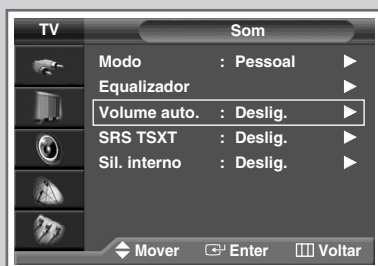 TV Som
Modo : Pessoal
Equalizador
Volume auto. : Deslig.
SRS TSXT : Deslig.
Sil. interno : Deslig.
Mover Enter Voltar